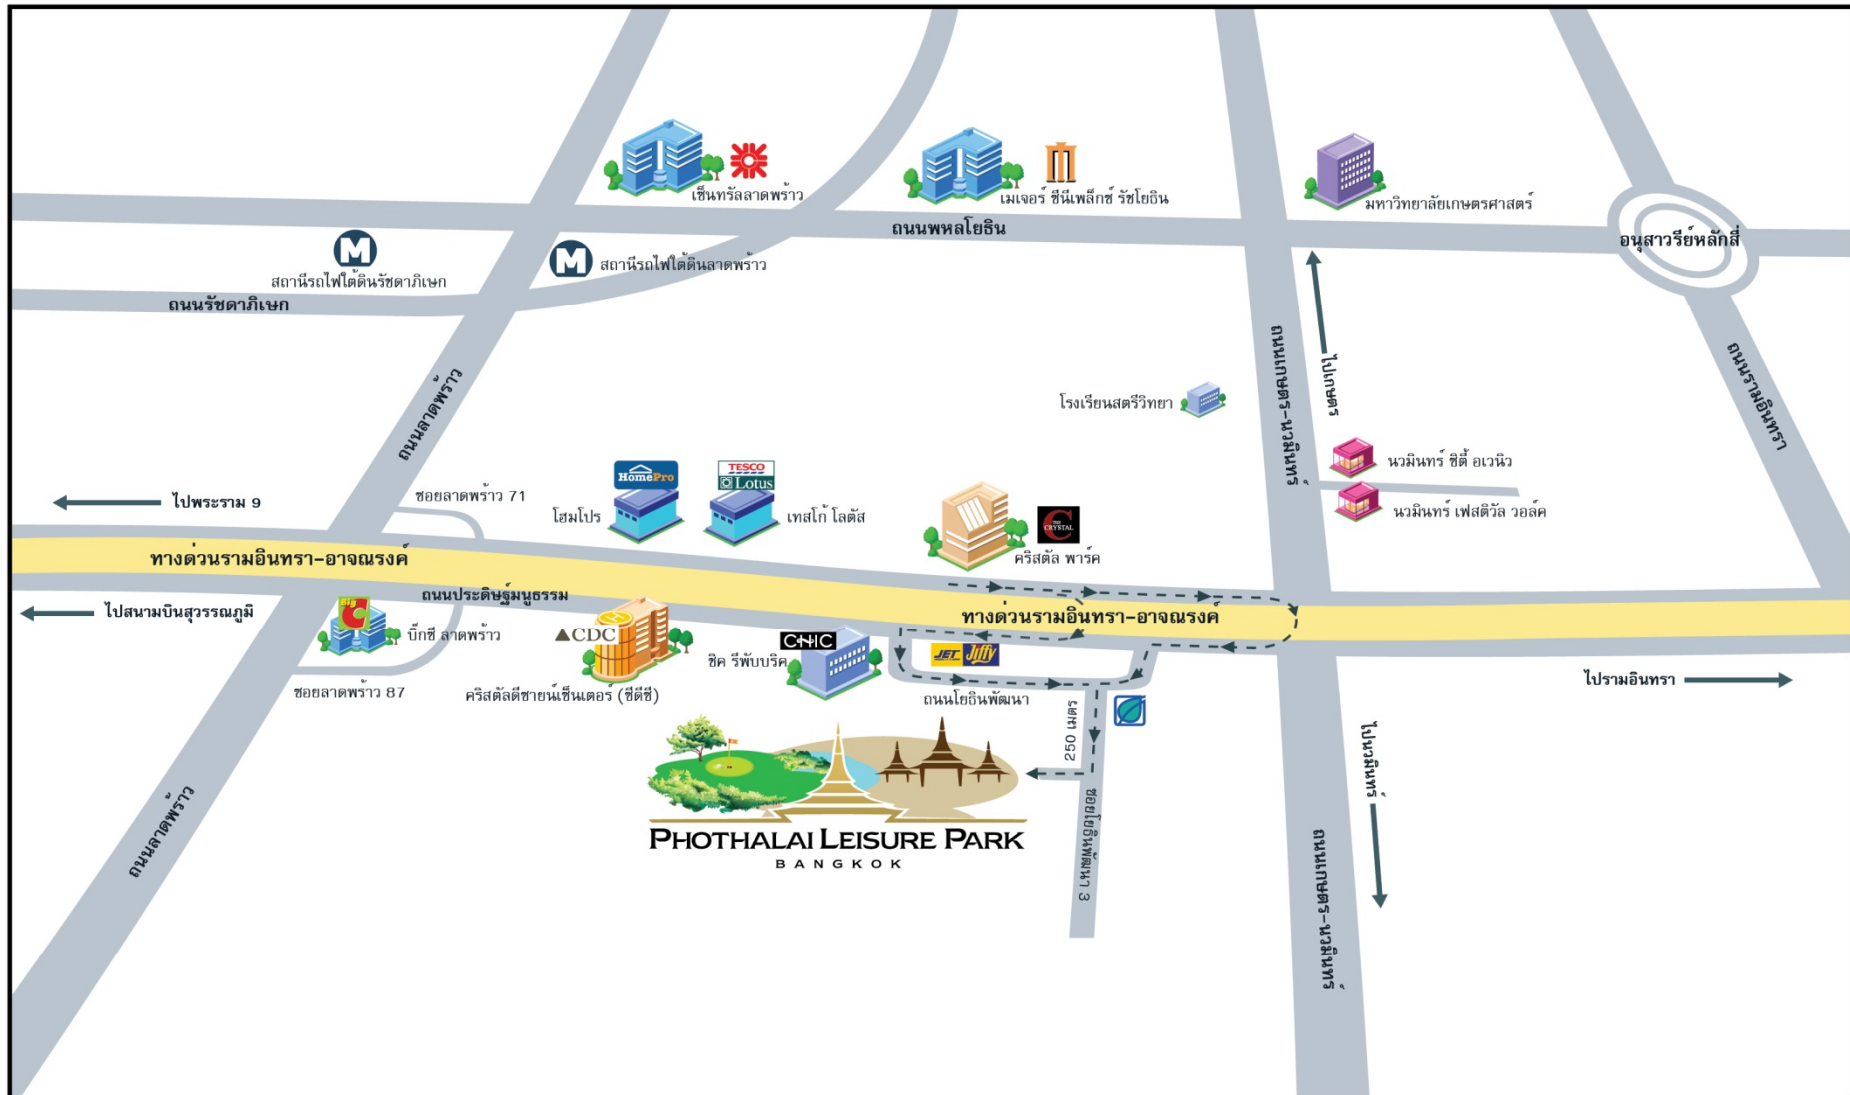 เซ็นทรัลลาดพร้าว
เมเจอร์ ซีนีเพล็กซ์ รัชโยธิน
มหาวิทยาลัยเกษตรศาสตร์
ถนนพหลโยธิน
อนุสาวรีย์หลักสี่
M
สถานีรถไฟใต้ดินรัชดาภิเษก
M
สถานีรถไฟใต้ดินลาดพร้าว
ถนนรัชดาภิเษก
ถนนลาดพร้าว
ถนนเกษตร-นวมินทร์
ไปเกษตร
ถนนรามอินทรา
โรงเรียนสตรีวิทยา
นวมินทร์ ซิตี้ อเวนิว
นวมินทร์ เฟสติวัล วอล์ค
HomePro
โฮมโปร
TESCO
Lotus
เทสโก้ โลตัส
ไปพระราม 9
ซอยลาดพร้าว 71
THE
CRYSTAL
คริสตัล พาร์ค
ทางด่วนรามอินทรา-อาจณรงค์
ถนนประดิษฐ์มนูธรรม
ทางด่วนรามอินทรา-อาจณรงค์
ไปสนามบินสุวรรณภูมิ
Big
C
บิ๊กซี ลาดพร้าว
CDC
คริสตัลดีซายน์เซ็นเตอร์ (ซีดีซี)
CHIC
ชิค รีพับบริค
JET Jiffy
ซอยลาดพร้าว 87
ถนนโยธินพัฒนา
ไปรามอินทรา
250 เมตร
ซอยโยธินพัฒนา 3
ไปนวมินทร์
ถนนลาดพร้าว
ถนนเกษตร-นวมินทร์
PHOTHALAI LEISURE PARK
BANGKOK